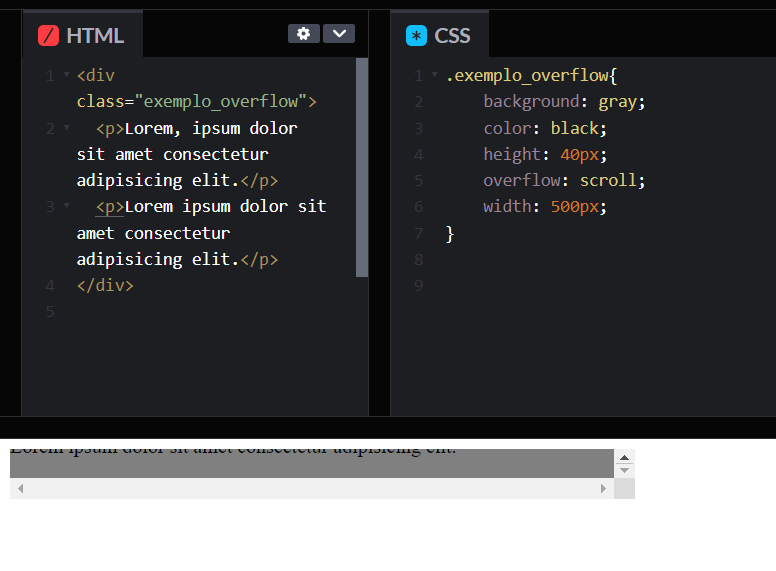 HTML
1 <div
class="exemplo_overflow">
2 <p>Lorem, ipsum dolor
sit amet consectetur
adipisicing elit.</p>
3 <p>Lorem ipsum dolor sit
amet consectetur
adipisicing elit.</p>
4 </div>
5
CSS
1 .exemplo_overflow{
2 background: gray;
3 color: black;
4 height: 40px;
5 overflow: scroll;
6 width: 500px;
7 }
8
9
Lorem ipsum dolor sit amet consectetur adipisicing elit.